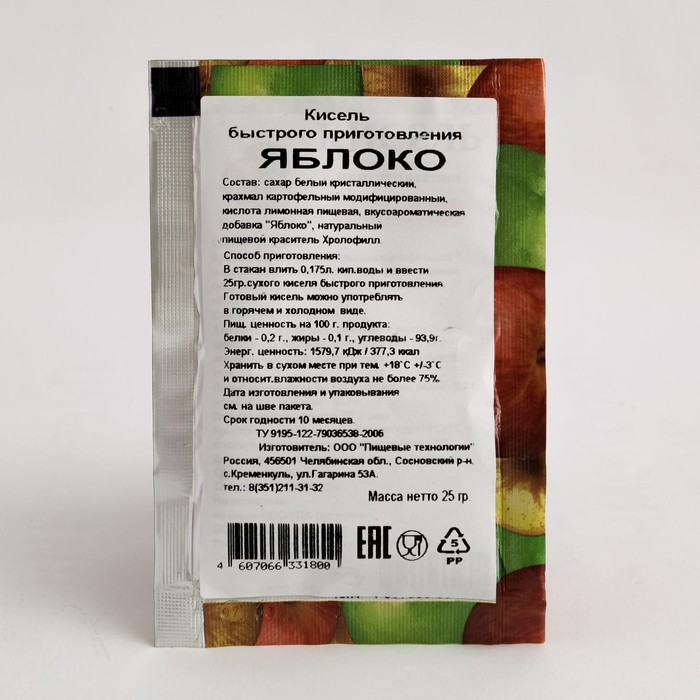 Кисель
быстрого приготовления
ЯБЛОКО
Состав: сахар белый кристаллический,
крахмал картофельный модифицированный,
кислота лимонная пищевая, вкусоароматическая
добавка "Яблоко", натуральный
пищевой краситель Хролофилл
Способ приготовления:
В стакан влить 0,175л. кип.воды и ввести
25гр.сухого киселя быстрого приготовления.
Готовый кисель можно употреблять
в горячем и холодном виде.
Пищ. ценность на 100 г. продукта:
белки - 0,2 г., жиры - 0,1 г., углеводы - 93,9г.
Энерг. ценность: 1579,7 кДж / 377,3 ккал
Хранить в сухом месте при тем. +18˚С +/-3˚С
и относит.влажности воздуха не более 75%.
Дата изготовления и упаковывания
см. на шве пакета.
Срок годности 10 месяцев.
ТУ 9195-122-79036538-2006
Изготовитель: ООО "Пищевые технологии"
Россия, 456501 Челябинская обл., Сосновский р-н,
с.Кременкуль, ул.Гагарина 53А.
тел.: 8(351)211-31-32
Масса нетто 25 гр.
4 607066 331800
ЕАС
5
PP